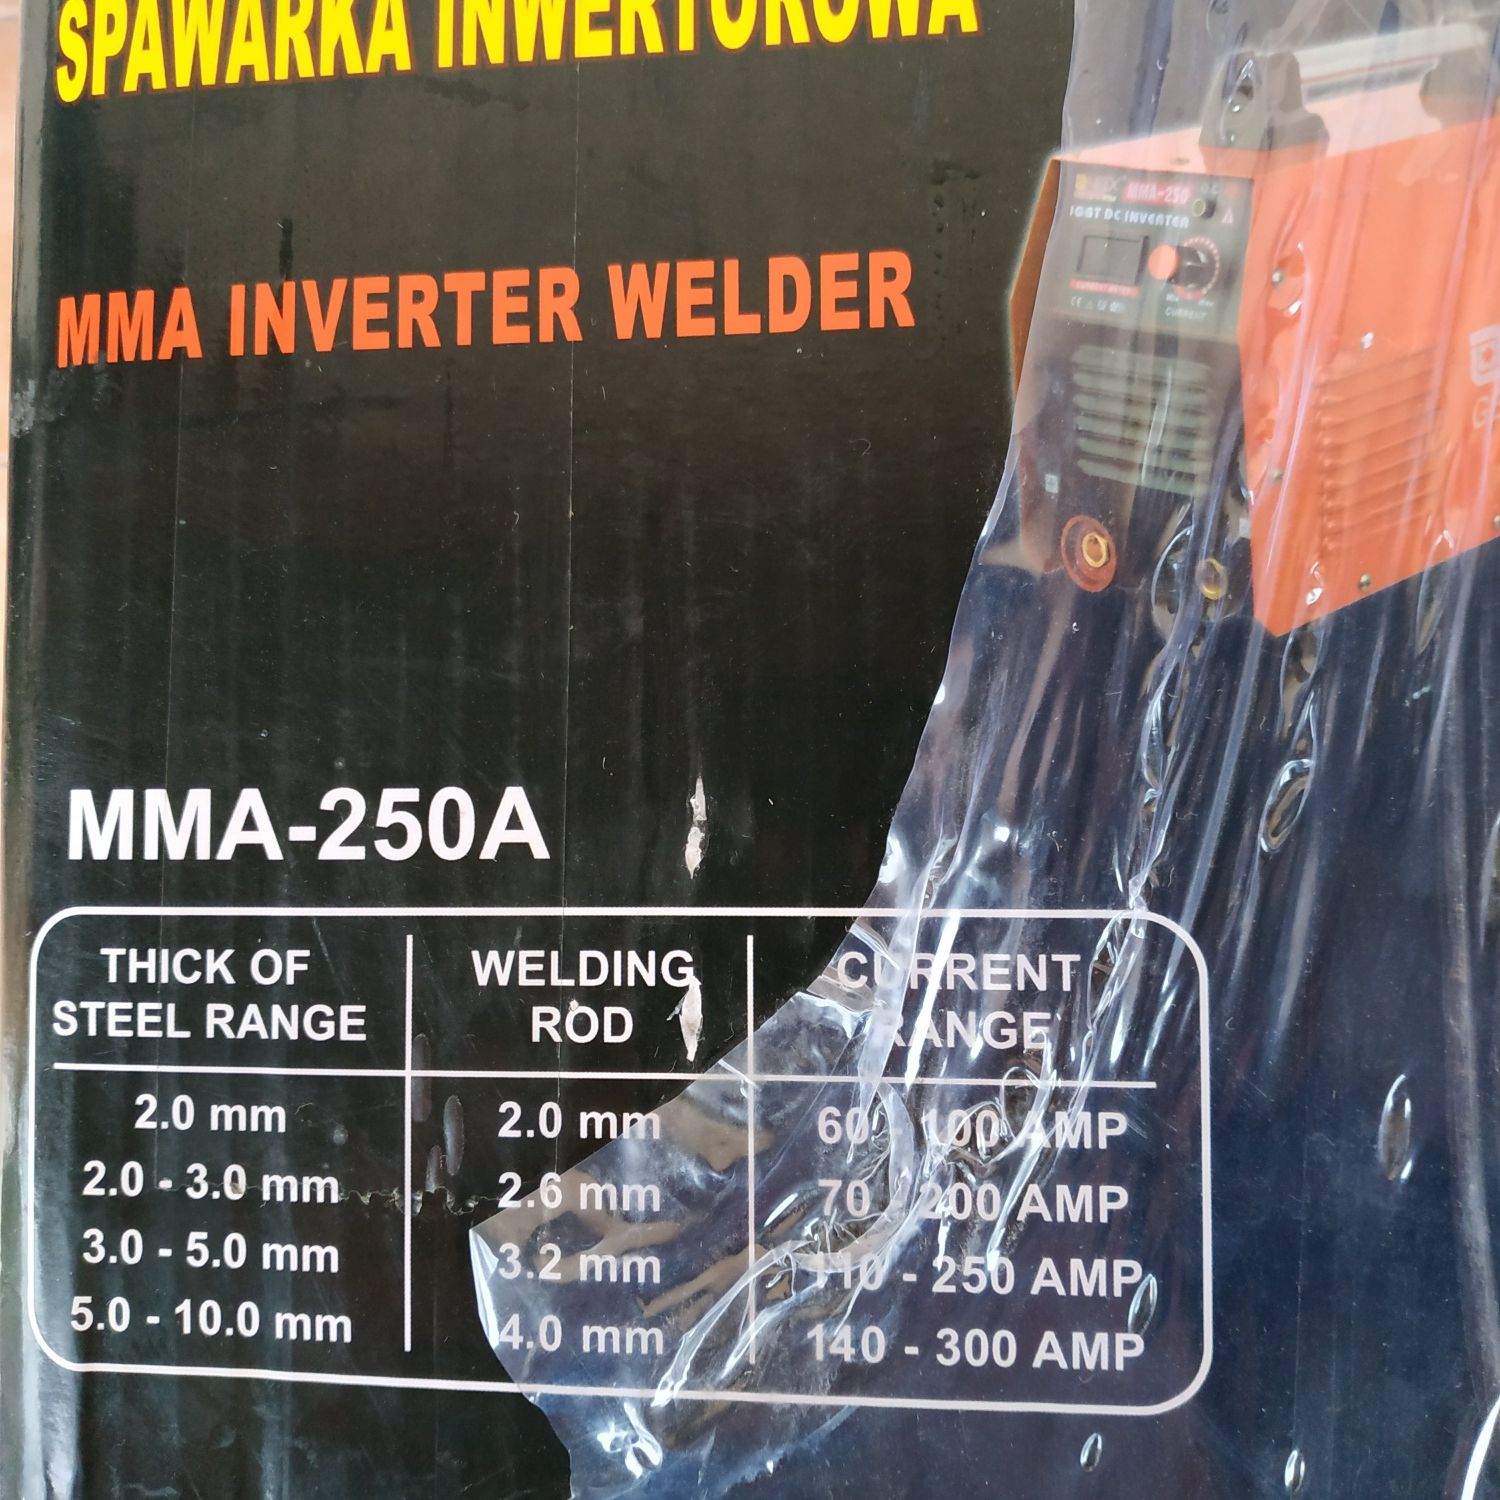 SPAWARKA INWERTOROWA
MMA INVERTER WELDER
MMA-250
IGBT DC INVERTER
CURRENT
MMA-250A
THICK OF STEEL RANGE
WELDING ROD
CURRENT RANGE
2.0 mm 2.0 mm 60 - 100 AMP
2.0 - 3.0 mm 2.6 mm 70 - 200 AMP
3.0 - 5.0 mm 3.2 mm 110 - 250 AMP
5.0 - 10.0 mm 4.0 mm 140 - 300 AMP